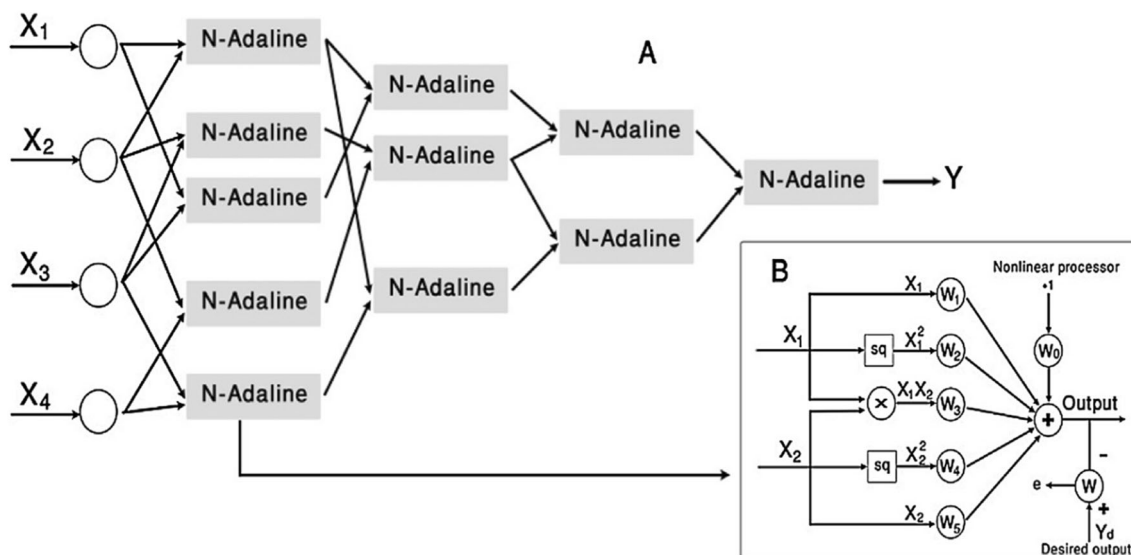 X1
X2
X3
X4
N-Adaline
N-Adaline
N-Adaline
N-Adaline
N-Adaline
N-Adaline
N-Adaline
N-Adaline
N-Adaline
N-Adaline
N-Adaline
A
Y
B
Nonlinear processor
+1
X1
X1
W1
W0
sq
X1²
W2
×
X1X2
W3
+
Output
X2
sq
X2²
W4
−
e
W
X2
W5
+
Yd
Desired output